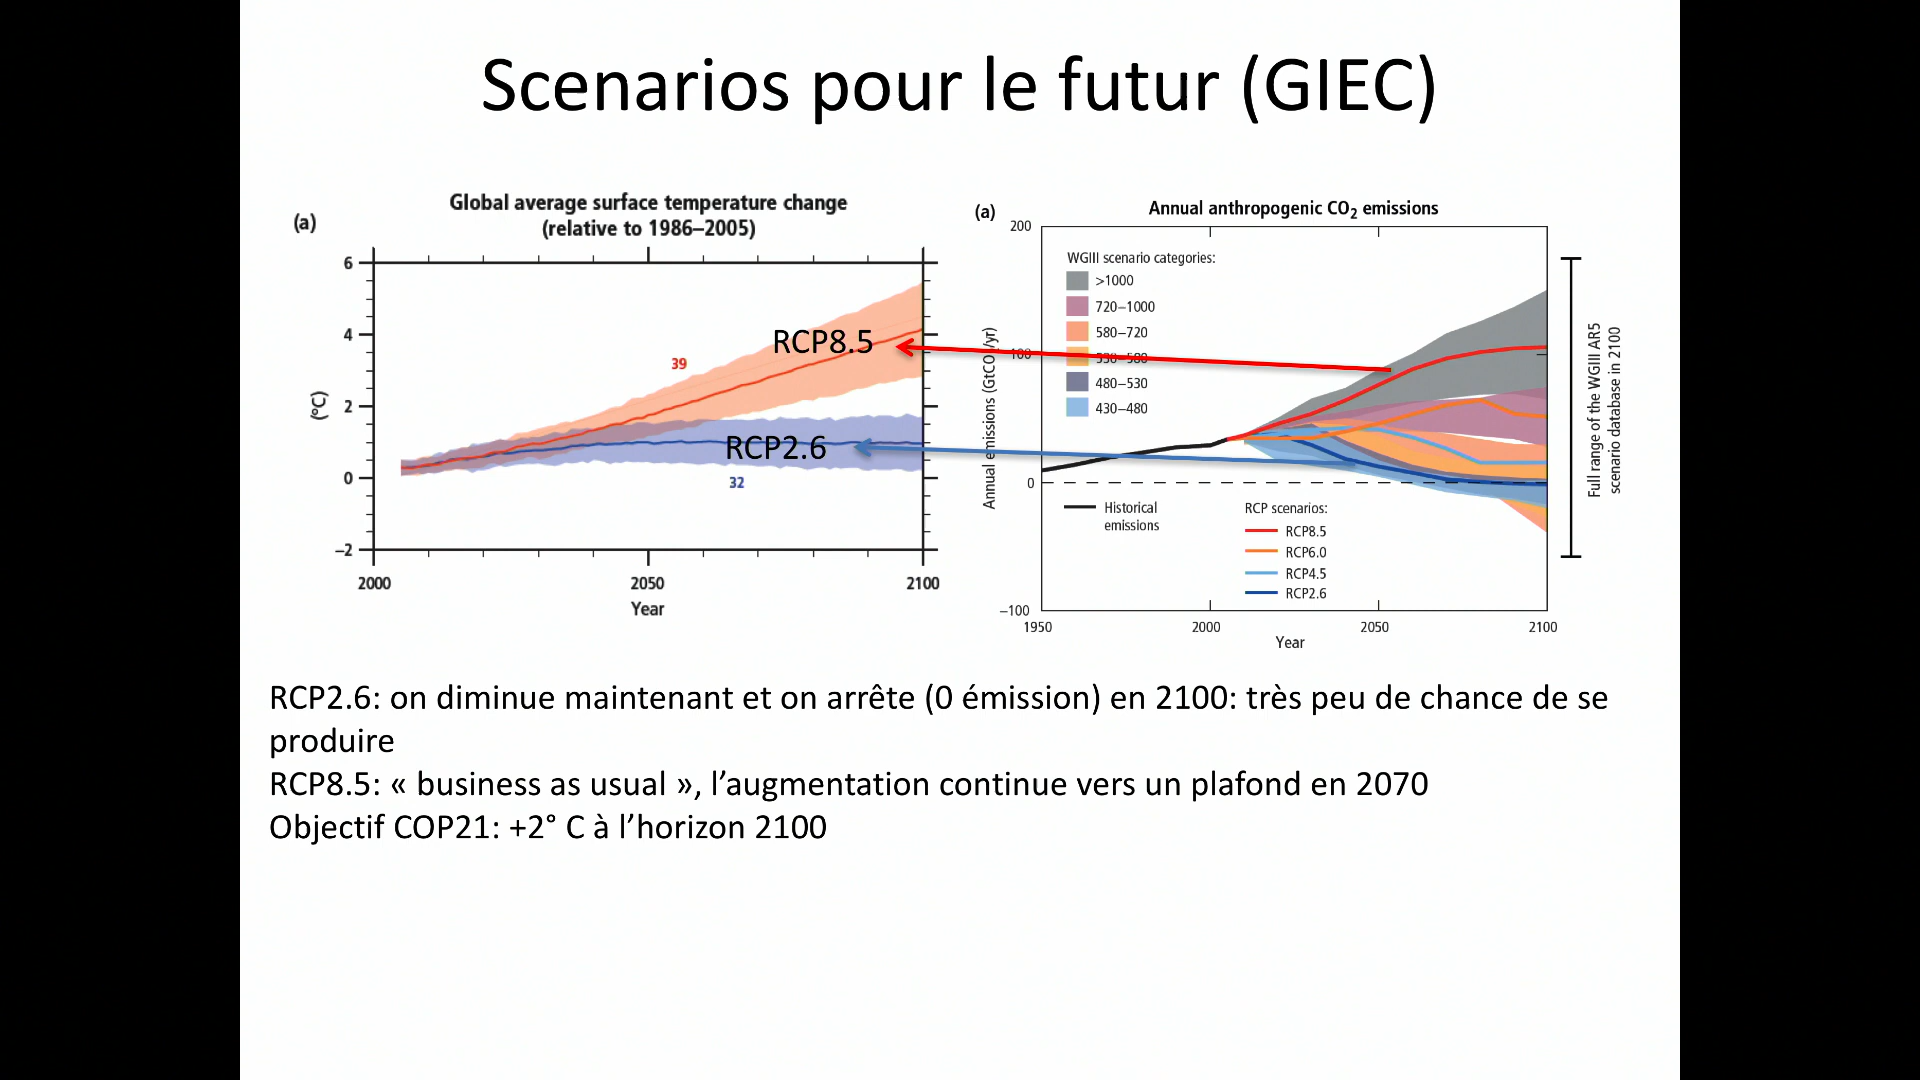 Scenarios pour le futur (GIEC)
(a)
Global average surface temperature change
(relative to 1986–2005)
6
4
2
0
–2
(°C)
RCP8.5
39
RCP2.6
32
2000
2050
2100
Year
(a)
Annual anthropogenic CO2 emissions
200
100
0
–100
Annual emissions (GtCO2/yr)
WGIII scenario categories:
>1000
720–1000
580–720
530–580
480–530
430–480
Historical
emissions
RCP scenarios:
RCP8.5
RCP6.0
RCP4.5
RCP2.6
1950
2000
2050
2100
Year
Full range of the WGIII AR5
scenario database in 2100
RCP2.6: on diminue maintenant et on arrête (0 émission) en 2100: très peu de chance de se
produire
RCP8.5: « business as usual », l’augmentation continue vers un plafond en 2070
Objectif COP21: +2° C à l’horizon 2100